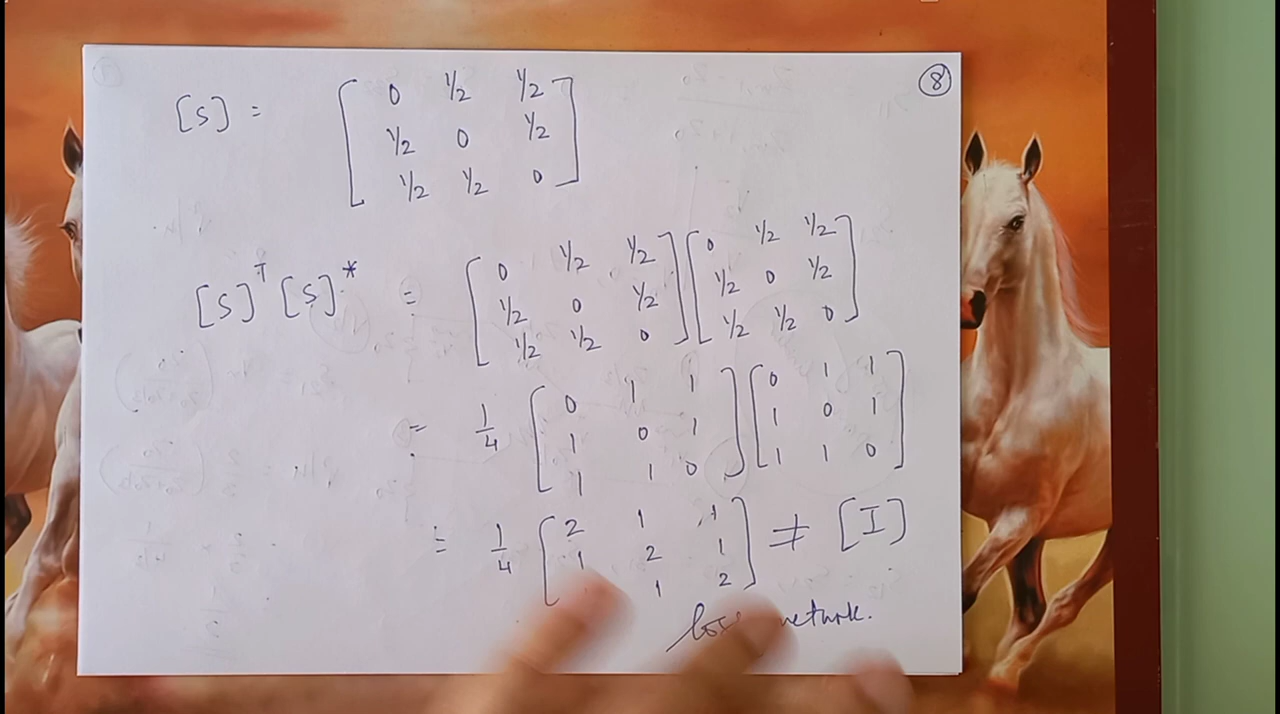 ⑧
[S] = [ 0 1/2 1/2
1/2 0 1/2
1/2 1/2 0 ]
[S]ᵀ [S]* = [ 0 1/2 1/2 ] [ 0 1/2 1/2
1/2 0 1/2 ] [ 1/2 0 1/2
1/2 1/2 0 ] [ 1/2 1/2 0 ]
= 1/4 [ 0 1 1 ] [ 0 1 1
1 0 1 ] [ 1 0 1
1 1 0 ] [ 1 1 0 ]
= 1/4 [ 2 1 1
1 2 1
1 2 ] ≠ [I]
network.